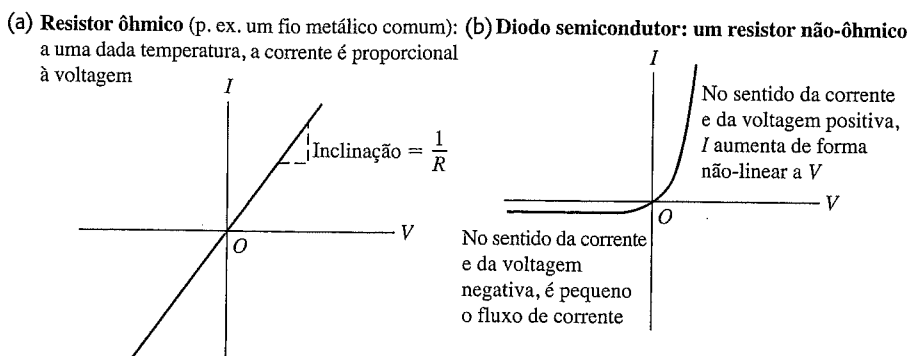 (a) Resistor ôhmico (p. ex. um fio metálico comum):
a uma dada temperatura, a corrente é proporcional
à voltagem
I
Inclinação = 1/R
V
O
(b) Diodo semicondutor: um resistor não-ôhmico
I
No sentido da corrente
e da voltagem positiva,
I aumenta de forma
não-linear a V
V
O
No sentido da corrente
e da voltagem
negativa, é pequeno
o fluxo de corrente